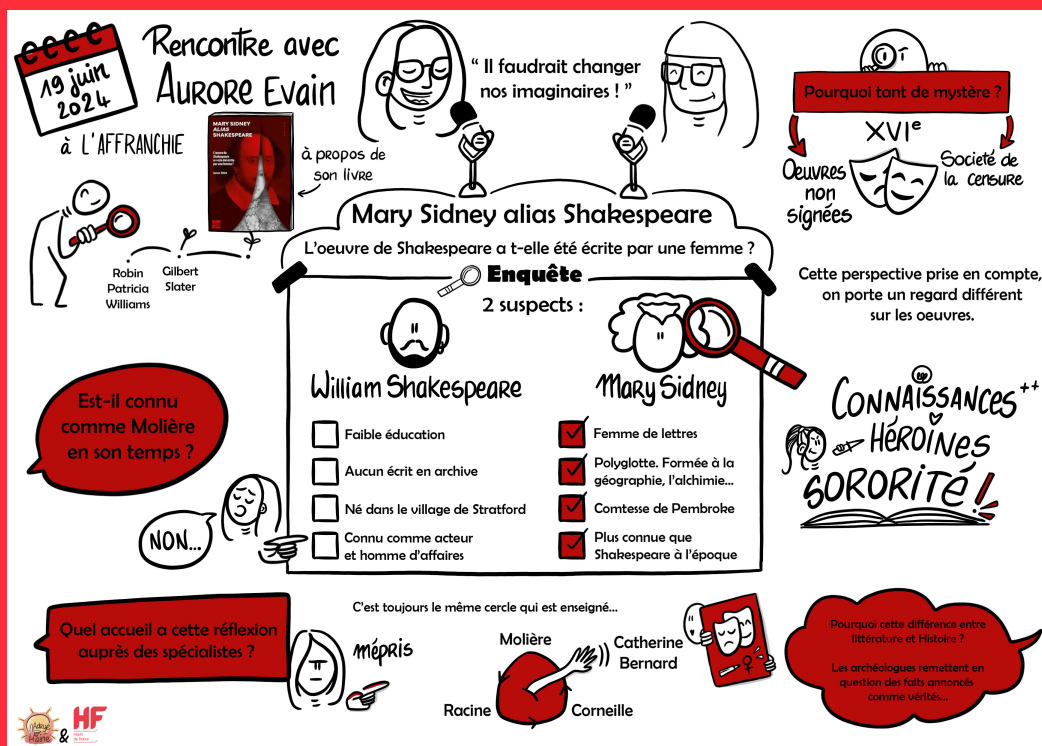 19 juin
2024
Rencontre avec
Aurore Evain
à L'AFFRANCHIE
MARY SIDNEY
ALIAS
SHAKESPEARE
à propos de
son livre
“ Il faudrait changer
nos imaginaires ! ”
Pourquoi tant de mystère ?
XVIe
Oeuvres
non
signées
Société de
la censure
Robin
Patricia
Williams
Gilbert
Slater
Mary Sidney alias Shakespeare
L'oeuvre de Shakespeare a t-elle été écrite par une femme ?
Enquête
2 suspects :
William Shakespeare
Faible éducation
Aucun écrit en archive
Né dans le village de Stratford
Connu comme acteur
et homme d'affaires
Mary Sidney
Femme de lettres
Polyglotte. Formée à la
géographie, l'alchimie...
Comtesse de Pembroke
Plus connue que
Shakespeare à l'époque
Cette perspective prise en compte,
on porte un regard différent
sur les oeuvres.
Connaissances ++
Héroïnes
Sororité !
Est-il connu
comme Molière
en son temps ?
NON...
Quel accueil a cette réflexion
auprès des spécialistes ?
mépris
C'est toujours le même cercle qui est enseigné...
Molière
Catherine
Bernard
Racine
Corneille
Pourquoi cette différence entre
littérature et Histoire ?
Les archéologues remettent en
question des faits annoncés
comme vérités...
&
HF